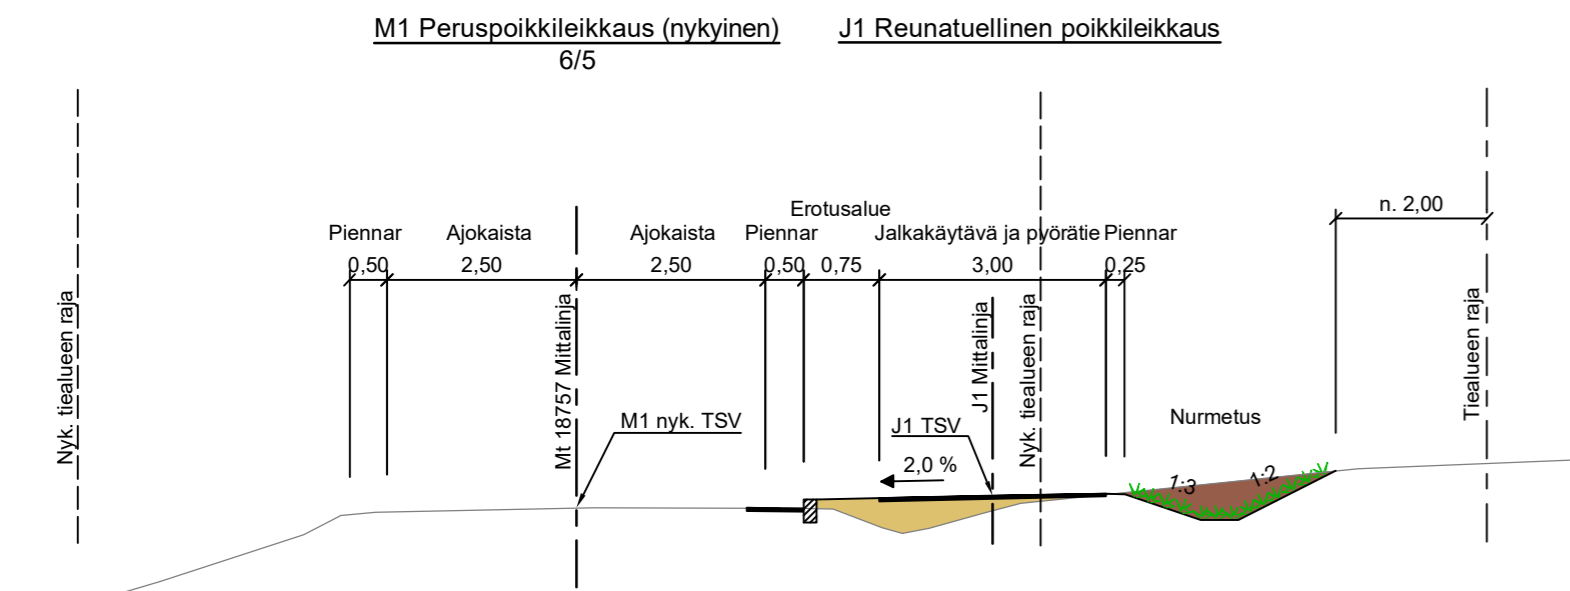 M1 Peruspoikkileikkaus (nykyinen)
6/5
J1 Reunatuellinen poikkileikkaus
n. 2,00
Erotusalue
Piennar Ajokaista Ajokaista Piennar Jalkakäytävä ja pyörätie Piennar
0,50 2,50 2,50 0,50 0,75 3,00 0,25
Nyk. tiealueen raja
Mt 18757 Mittalinja
J1 Mittalinja
Nyk. tiealueen raja
Tiealueen raja
M1 nyk. TSV
J1 TSV
Nurmetus
2,0 %
1:3
1:2